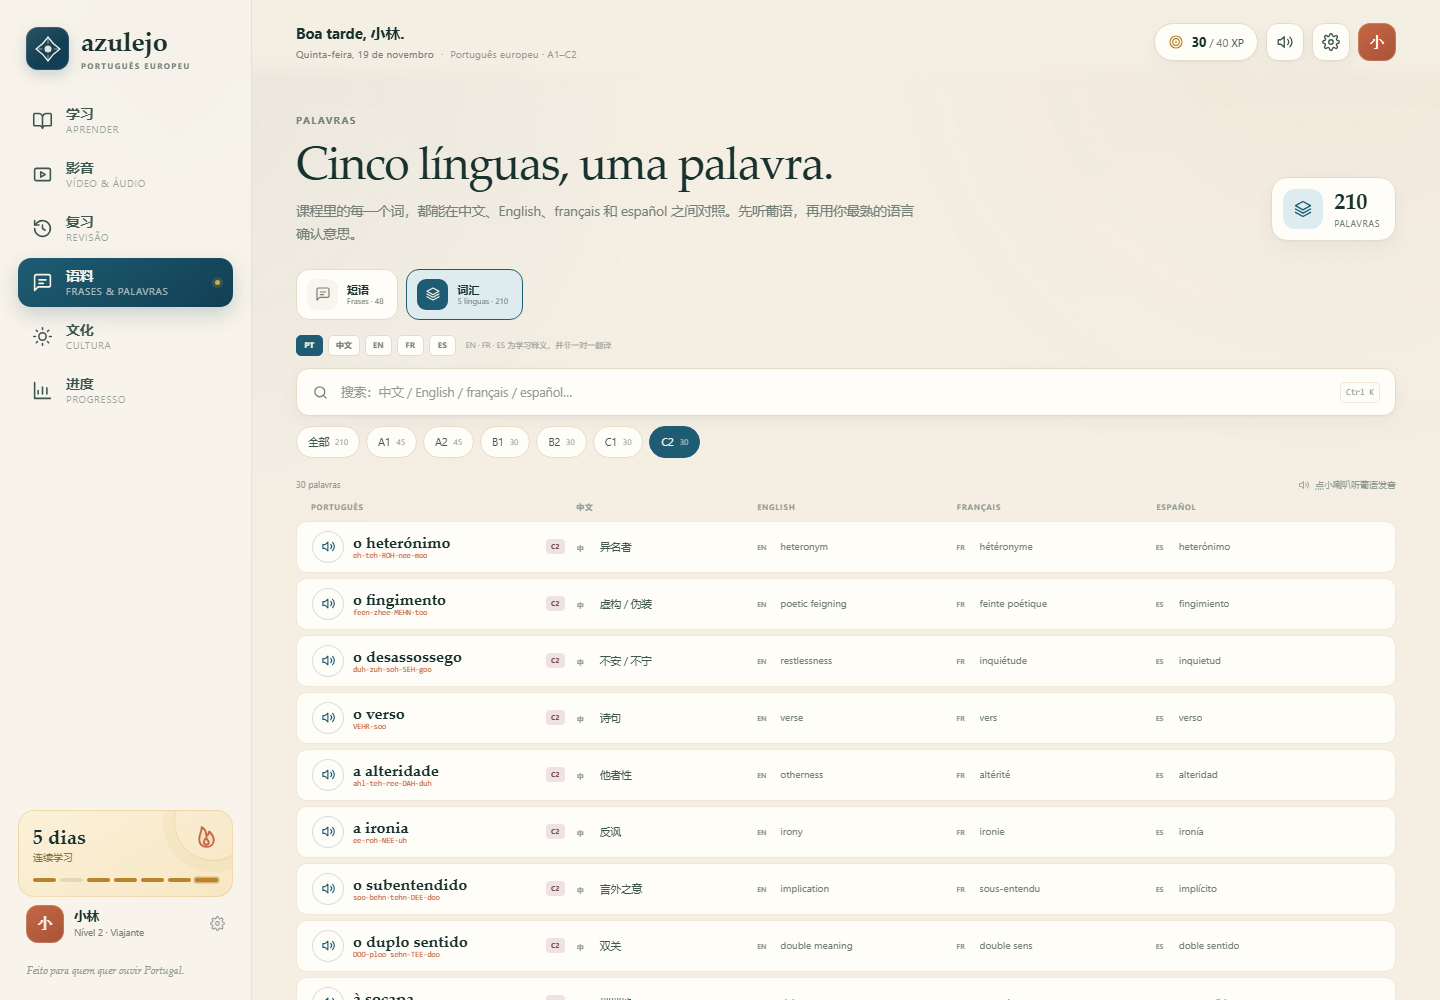 azulejo
PORTUGUÊS EUROPEU
学习
APRENDER
影音
VÍDEO & ÁUDIO
复习
REVISÃO
语料
FRASES & PALAVRAS
文化
CULTURA
进度
PROGRESSO
5 dias
连续学习
小
小林
Nível 2 · Viajante
Feito para quem quer ouvir Portugal.
Boa tarde, 小林.
Quinta-feira, 19 de novembro · Português europeu · A1–C2
30 / 40 XP
小
PALAVRAS
Cinco línguas, uma palavra.
课程里的每一个词，都能在中文、English、français 和 español 之间对照。先听葡语，再用你最熟的语言
确认意思。
210
PALAVRAS
短语
Frases · 48
词汇
5 línguas · 210
PT 中文 EN FR ES EN · FR · ES 为学习释义，并非一对一翻译
搜索：中文 / English / français / español...
Ctrl K
全部 210 A1 45 A2 45 B1 30 B2 30 C1 30 C2 30
30 palavras
点小喇叭听葡语发音
PORTUGUÊS 中文 ENGLISH FRANÇAIS ESPAÑOL
o heterónimo C2 中 异名者 EN heteronym FR hétéronyme ES heterónimo
eh-teh-ROH-nee-moo
o fingimento C2 中 虚构 / 伪装 EN poetic feigning FR feinte poétique ES fingimiento
feen-zhee-MEHN-too
o desassossego C2 中 不安 / 不宁 EN restlessness FR inquiétude ES inquietud
duh-zuh-soh-SEH-goo
o verso C2 中 诗句 EN verse FR vers ES verso
VEHR-soo
a alteridade C2 中 他者性 EN otherness FR altérité ES alteridad
ahl-teh-ree-DAH-duh
a ironia C2 中 反讽 EN irony FR ironie ES ironía
ee-roh-NEE-uh
o subentendido C2 中 言外之意 EN implication FR sous-entendu ES implícito
soo-behn-tehn-DEE-doo
o duplo sentido C2 中 双关 EN double meaning FR double sens ES doble sentido
DOO-ploo sehn-TEE-doo